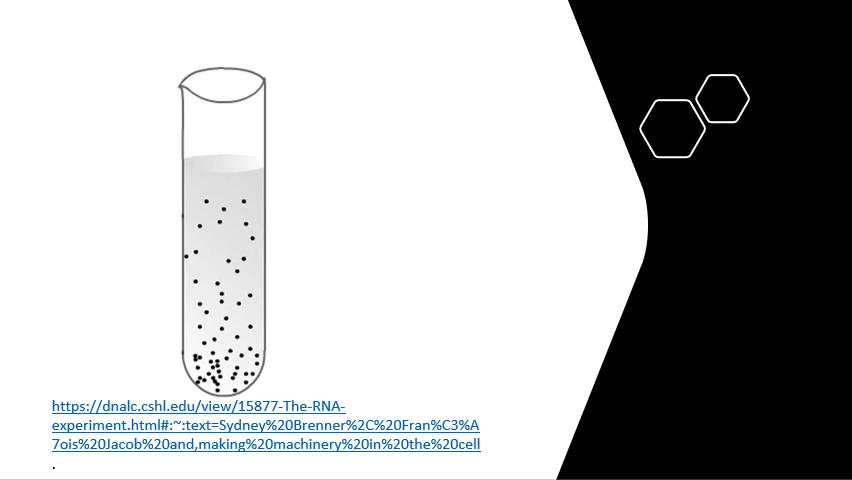 https://dnalc.cshl.edu/view/15877-The-RNA-
experiment.html#:~:text=Sydney%20Brenner%2C%20Fran%C3%A
7ois%20Jacob%20and,making%20machinery%20in%20the%20cell
.